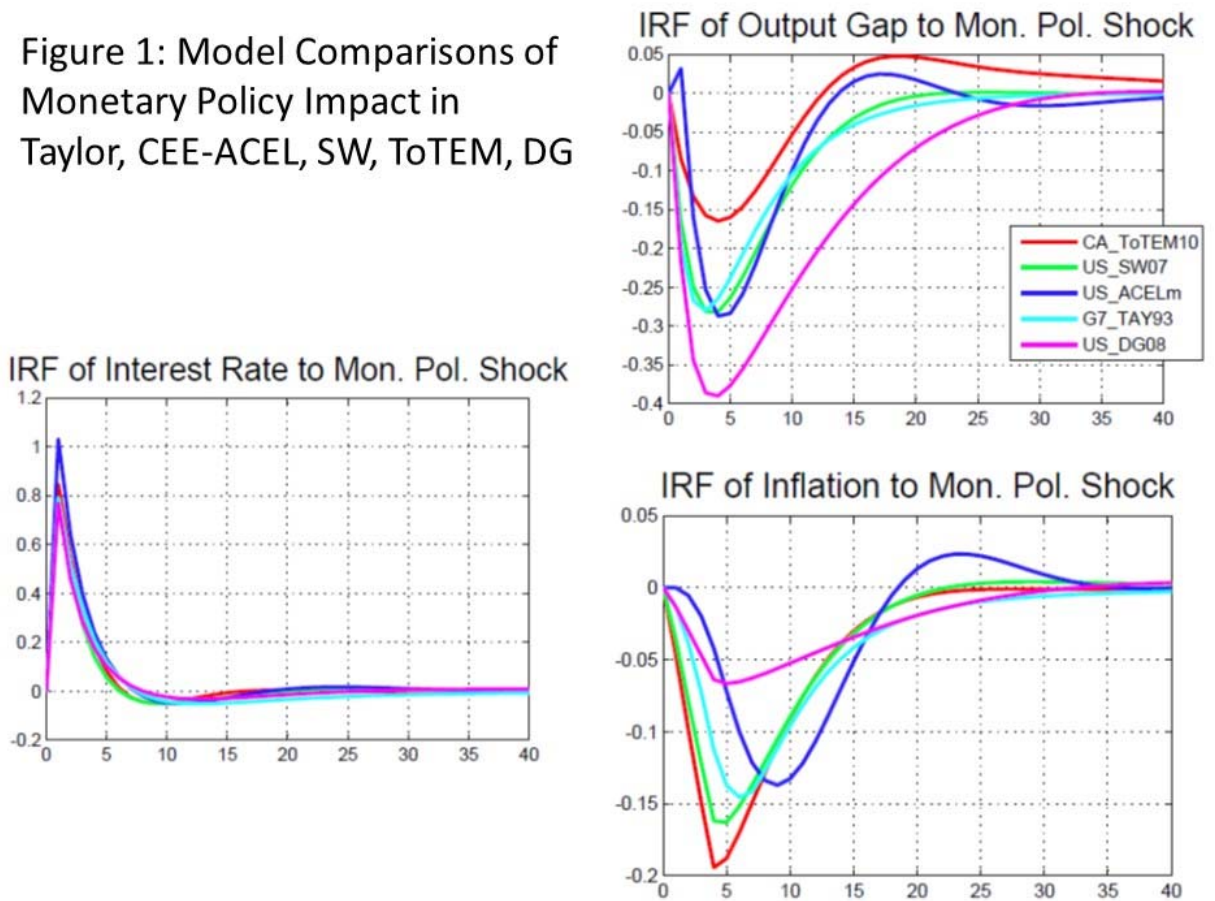 Figure 1: Model Comparisons of
Monetary Policy Impact in
Taylor, CEE-ACEL, SW, ToTEM, DG
IRF of Output Gap to Mon. Pol. Shock
0.05
0
-0.05
-0.1
-0.15
-0.2
-0.25
-0.3
-0.35
-0.4
0 5 10 15 20 25 30 35 40
CA_ToTEM10
US_SW07
US_ACELm
G7_TAY93
US_DG08
IRF of Interest Rate to Mon. Pol. Shock
1.2
1
0.8
0.6
0.4
0.2
0
-0.2
0 5 10 15 20 25 30 35 40
IRF of Inflation to Mon. Pol. Shock
0.05
0
-0.05
-0.1
-0.15
-0.2
0 5 10 15 20 25 30 35 40